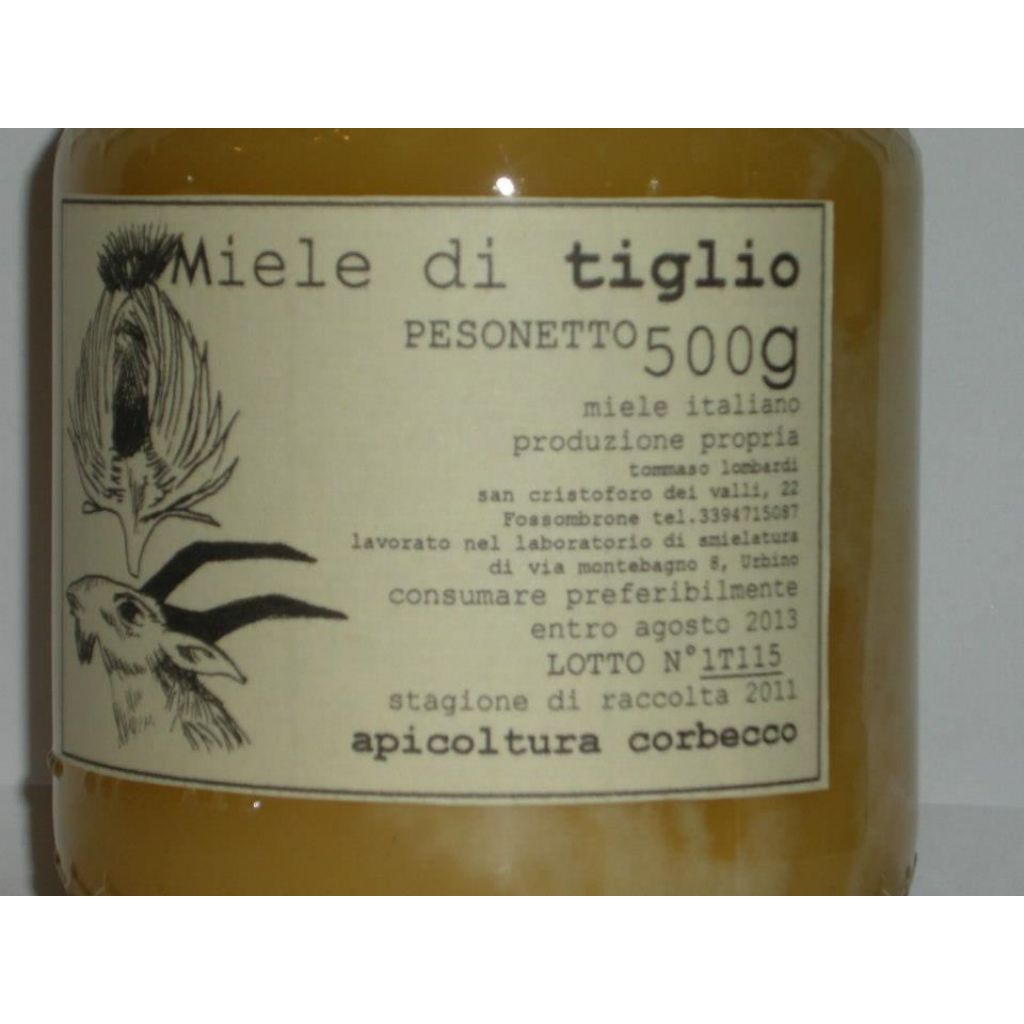 Miele di tiglio
PESONETTO 500g
miele italiano
produzione propria
tommaso lombardi
san cristoforo dei valli, 22
Fossombrone tel.3394715087
lavorato nel laboratorio di smielatura
di via montebagno 8, Urbino
consumare preferibilmente
entro agosto 2013
LOTTO N°1T115
stagione di raccolta 2011
apicoltura corbecco